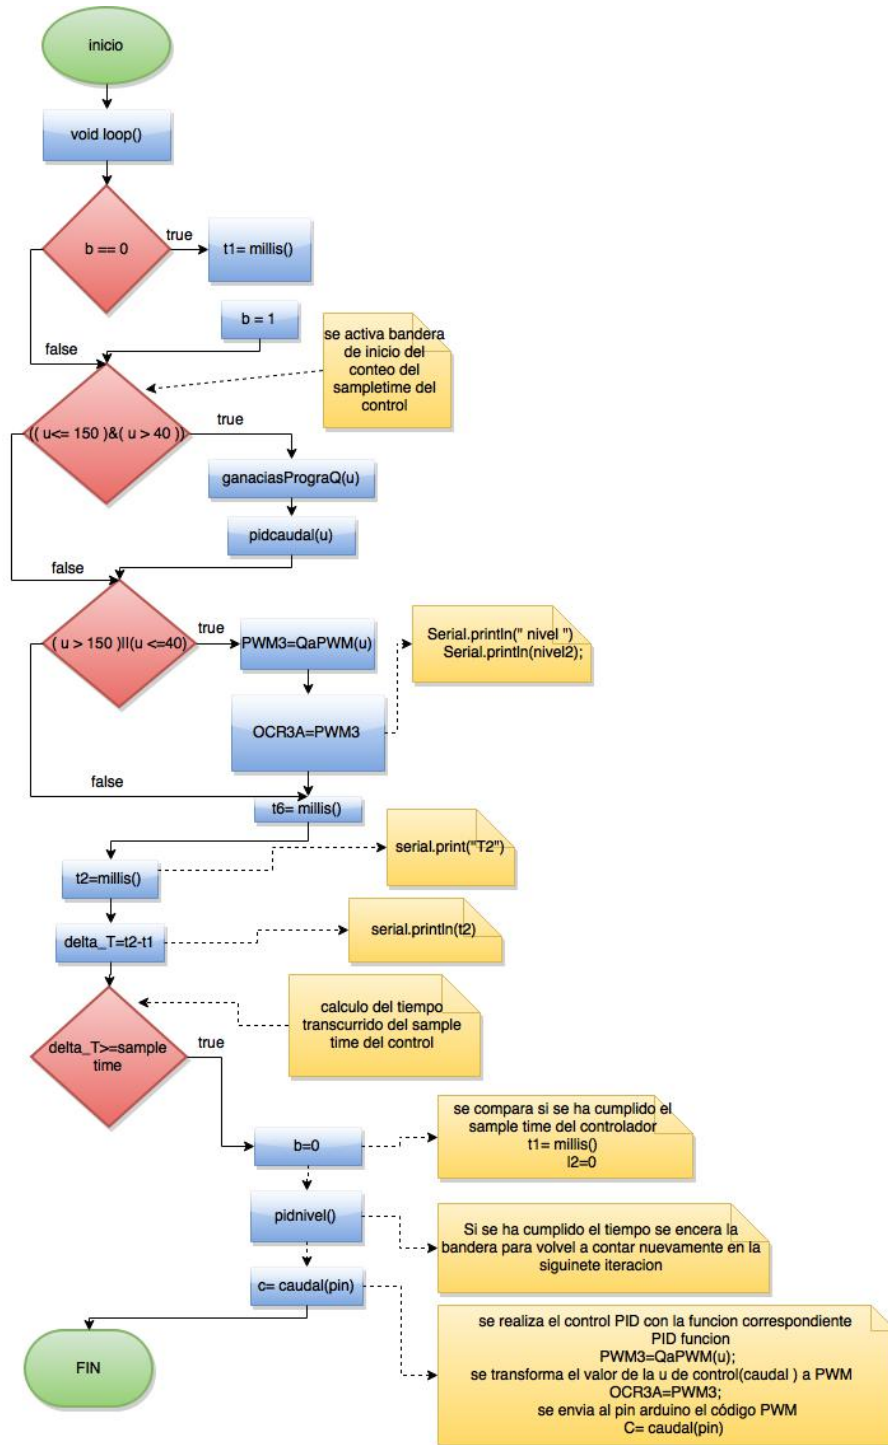 inicio
void loop()
b == 0
true
t1= millis()
b = 1
false
se activa bandera
de inicio del
conteo del
sampletime del
control
(( u<= 150 )&( u > 40 ))
true
ganaciasPrograQ(u)
pidcaudal(u)
false
( u > 150 )||(u <=40)
true
PWM3=QaPWM(u)
Serial.println(" nivel ")
Serial.println(nivel2);
OCR3A=PWM3
false
t6= millis()
t2=millis()
serial.print("T2")
delta_T=t2-t1
serial.println(t2)
calculo del tiempo
transcurrido del sample
time del control
delta_T>=sample
time
true
b=0
se compara si se ha cumplido el
sample time del controlador
t1= millis()
l2=0
pidnivel()
Si se ha cumplido el tiempo se encera la
bandera para volvel a contar nuevamente en la
siguinete iteracion
c= caudal(pin)
se realiza el control PID con la funcion correspondiente
PID funcion
PWM3=QaPWM(u);
se transforma el valor de la u de control(caudal ) a PWM
OCR3A=PWM3;
se envia al pin arduino el código PWM
C= caudal(pin)
FIN